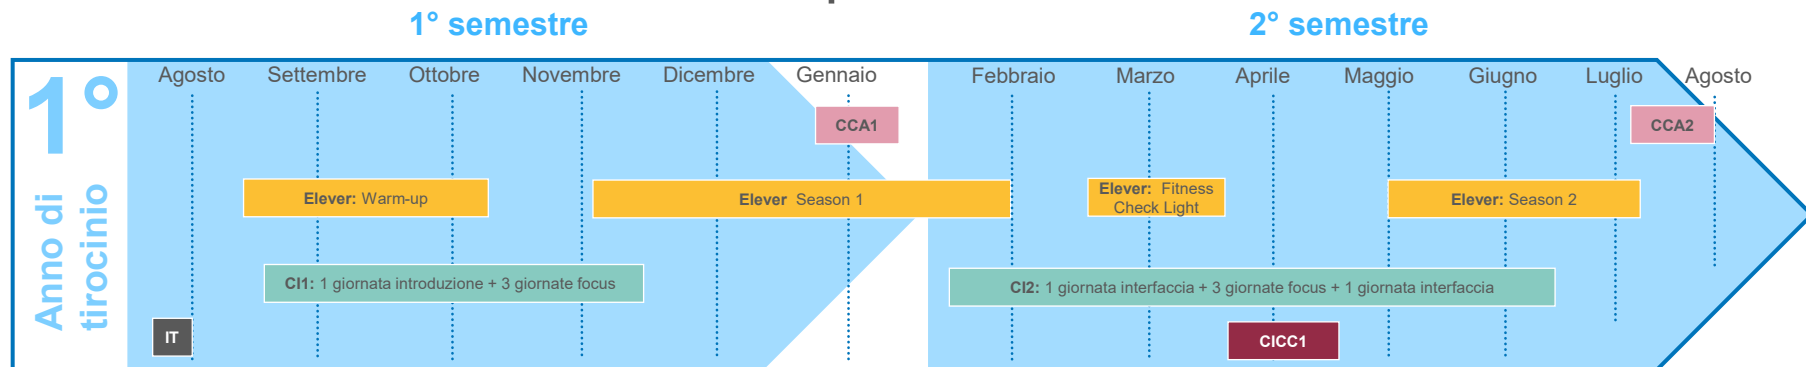 1° semestre
2° semestre
Agosto
Settembre
Ottobre
Novembre
Dicembre
Gennaio
Febbraio
Marzo
Aprile
Maggio
Giugno
Luglio
Agosto
1°
Anno di
tirocinio
CCA1
CCA2
Elever: Warm-up
Elever Season 1
Elever: Fitness
Check Light
Elever: Season 2
CI1: 1 giornata introduzione + 3 giornate focus
CI2: 1 giornata interfaccia + 3 giornate focus + 1 giornata interfaccia
IT
CICC1